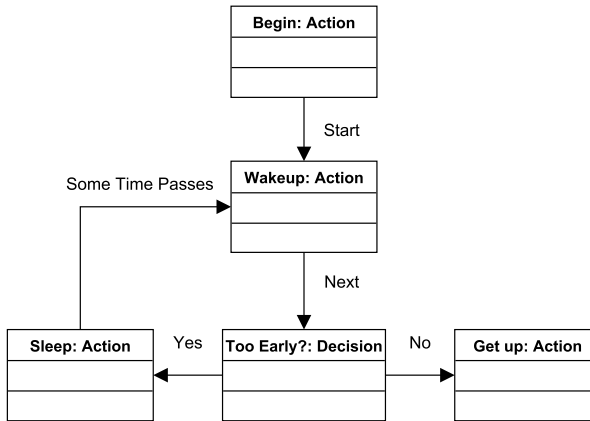 Begin: Action
Start
Wakeup: Action
Some Time Passes
Next
Sleep: Action
Yes
Too Early?: Decision
No
Get up: Action